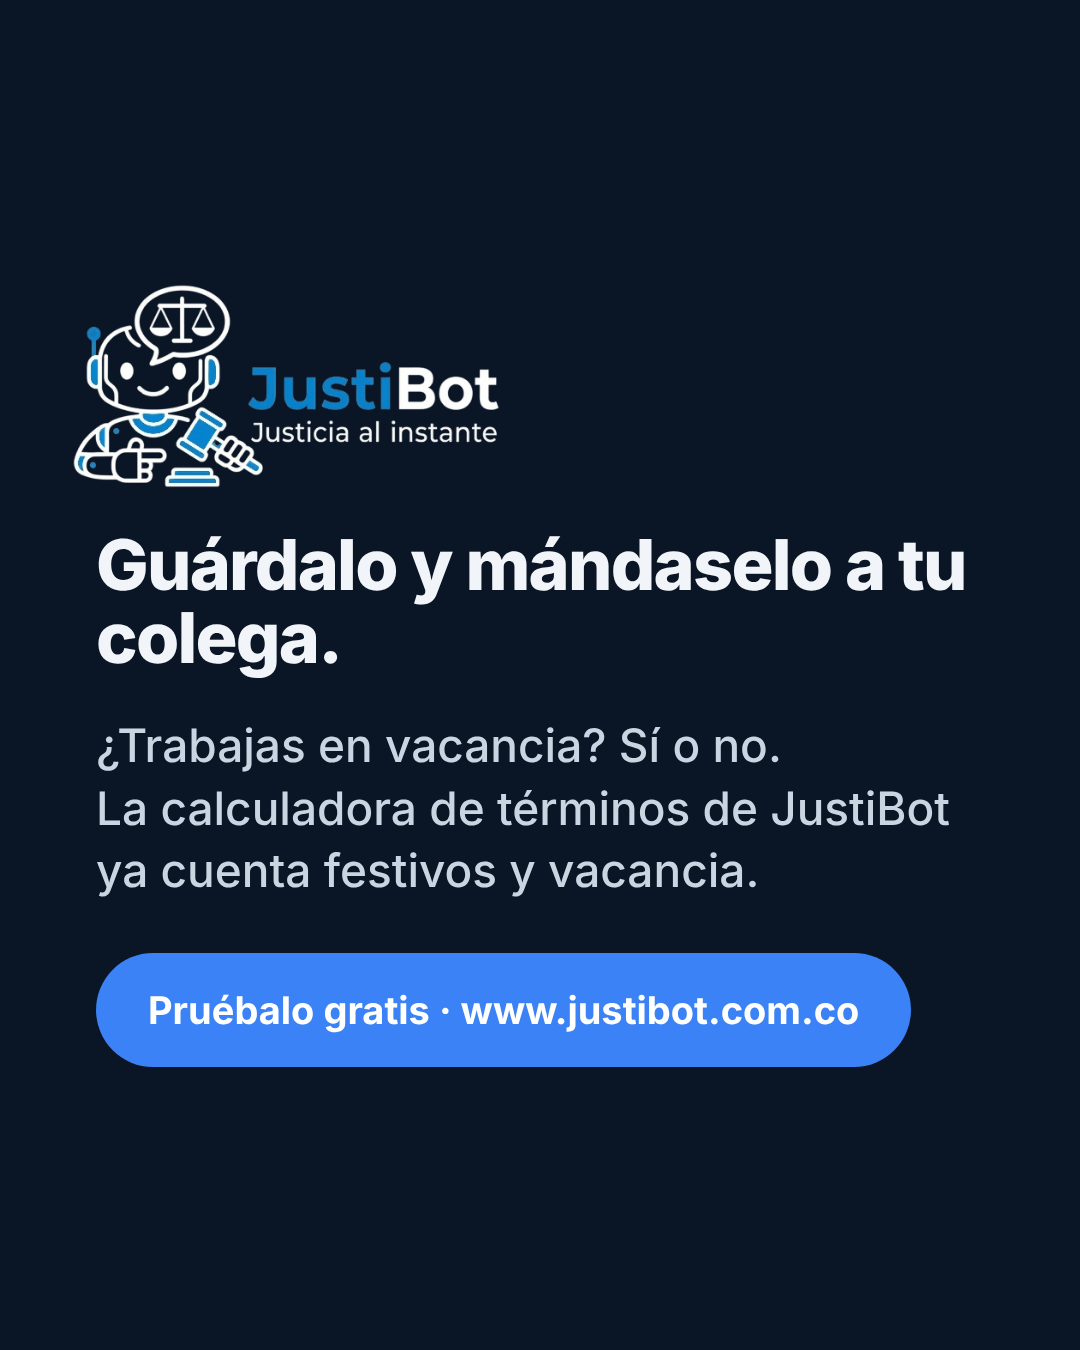 JustiBot
Justicia al instante
Guárdalo y mándaselo a tu
colega.
¿Trabajas en vacancia? Sí o no.
La calculadora de términos de JustiBot
ya cuenta festivos y vacancia.
Pruébalo gratis · www.justibot.com.co